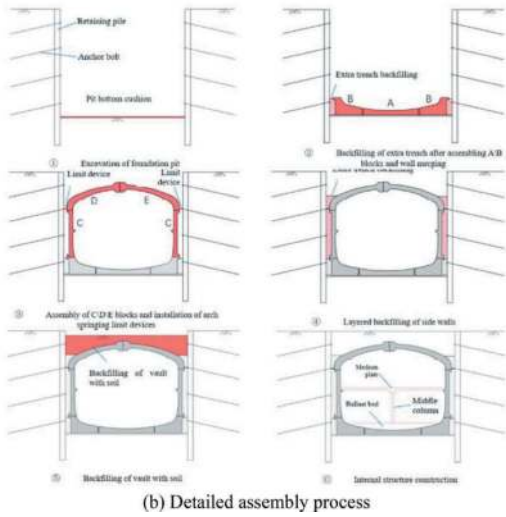 Retaining pile
Anchor bolt
Pit bottom cushion
① Excavation of foundation pit
Extra trench backfilling
B A B
② Backfilling of extra trench after assembling A\B
blocks and wall merging
Limit device
Limit
device
D E
C C
③ Assembly of C\D\E blocks and installation of arch
springing limit devices
④ Layered backfilling of side walls
Backfilling of vault
with soil
⑤ Backfilling of vault with soil
Medium
plate
Ballast bed
Middle
column
⑥ Internal structure construction
(b) Detailed assembly process